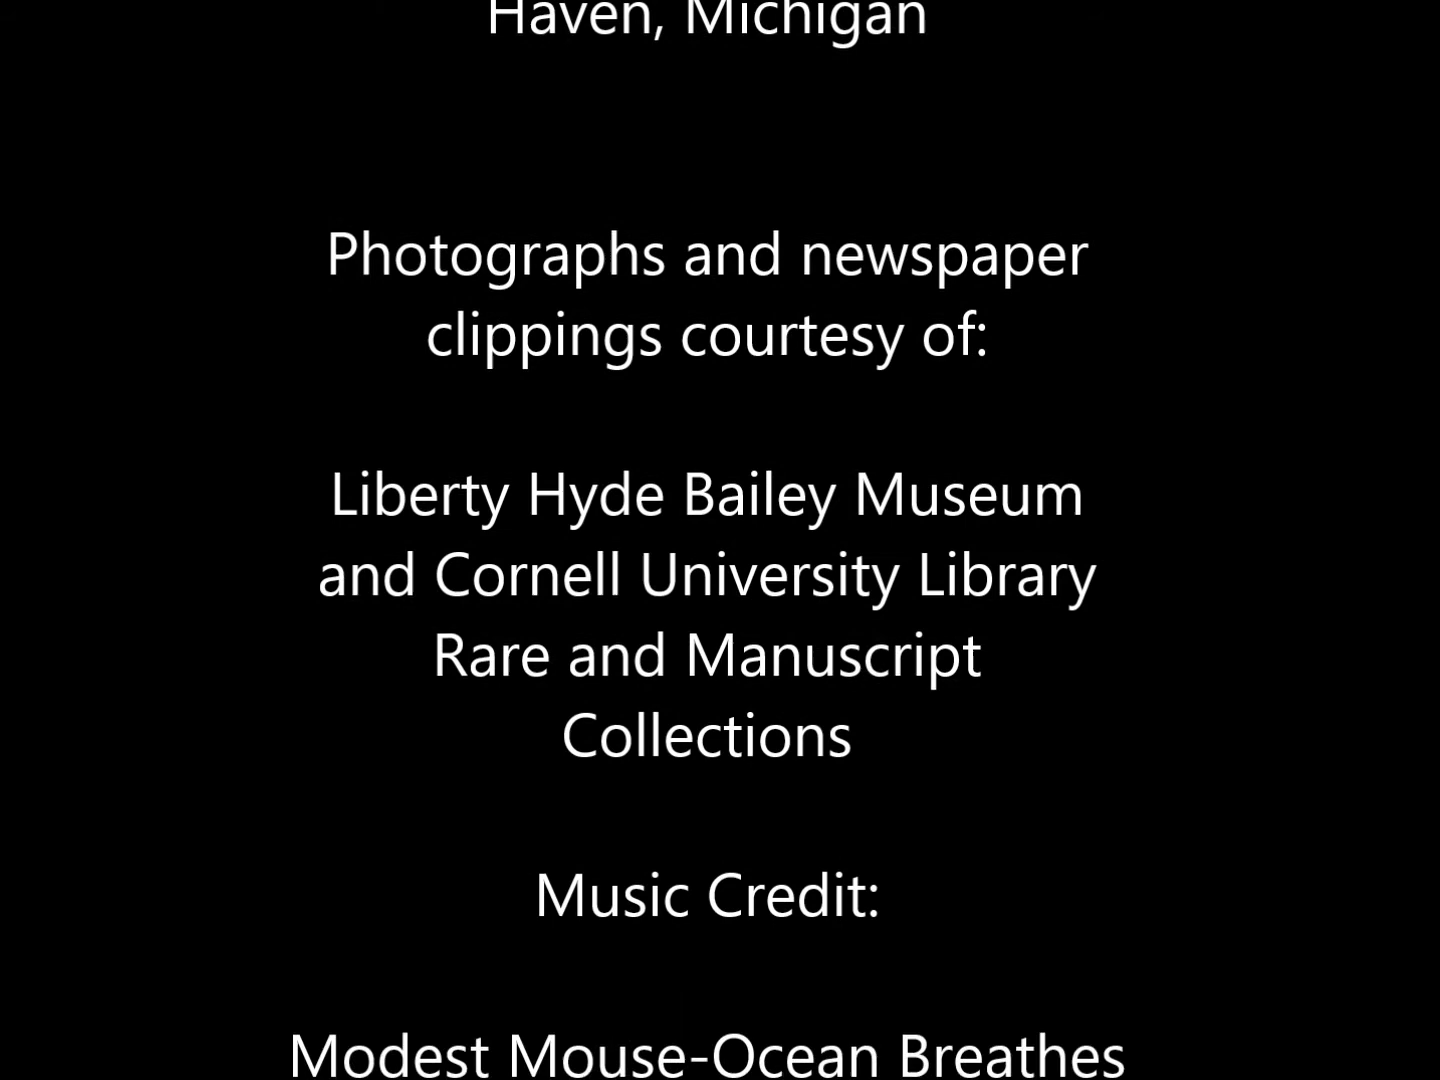 Haven, Michigan
Photographs and newspaper
clippings courtesy of:
Liberty Hyde Bailey Museum
and Cornell University Library
Rare and Manuscript
Collections
Music Credit:
Modest Mouse-Ocean Breathes